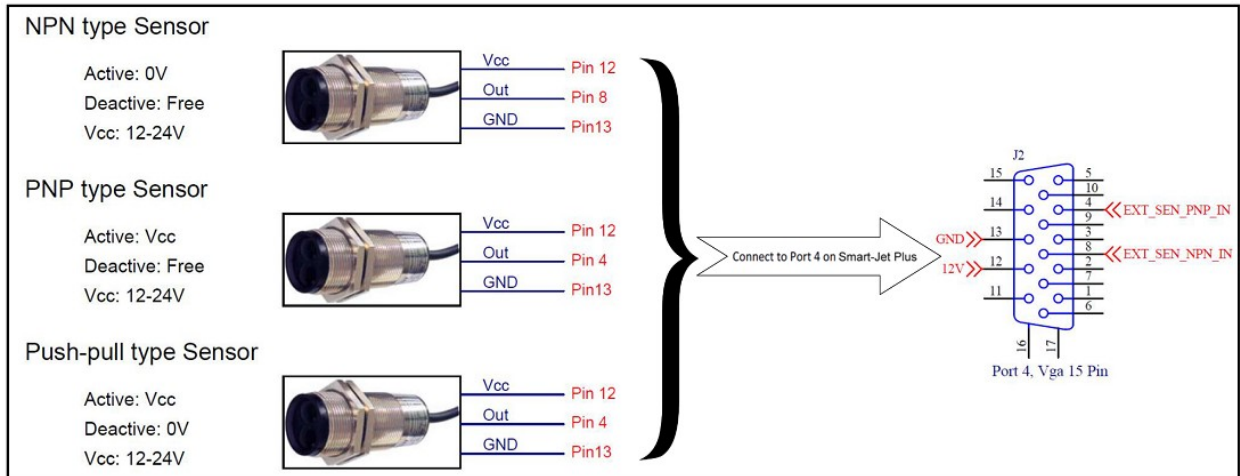 NPN type Sensor
Active: 0V
Deactive: Free
Vcc: 12-24V
Vcc
Pin 12
Out
Pin 8
GND
Pin13
PNP type Sensor
Active: Vcc
Deactive: Free
Vcc: 12-24V
Vcc
Pin 12
Out
Pin 4
GND
Pin13
Push-pull type Sensor
Active: Vcc
Deactive: 0V
Vcc: 12-24V
Vcc
Pin 12
Out
Pin 4
GND
Pin13
Connect to Port 4 on Smart-Jet Plus
J2
15
14
GND
13
12V
12
11
5
10
4
EXT_SEN_PNP_IN
9
3
8
EXT_SEN_NPN_IN
2
7
1
6
16
17
Port 4, Vga 15 Pin